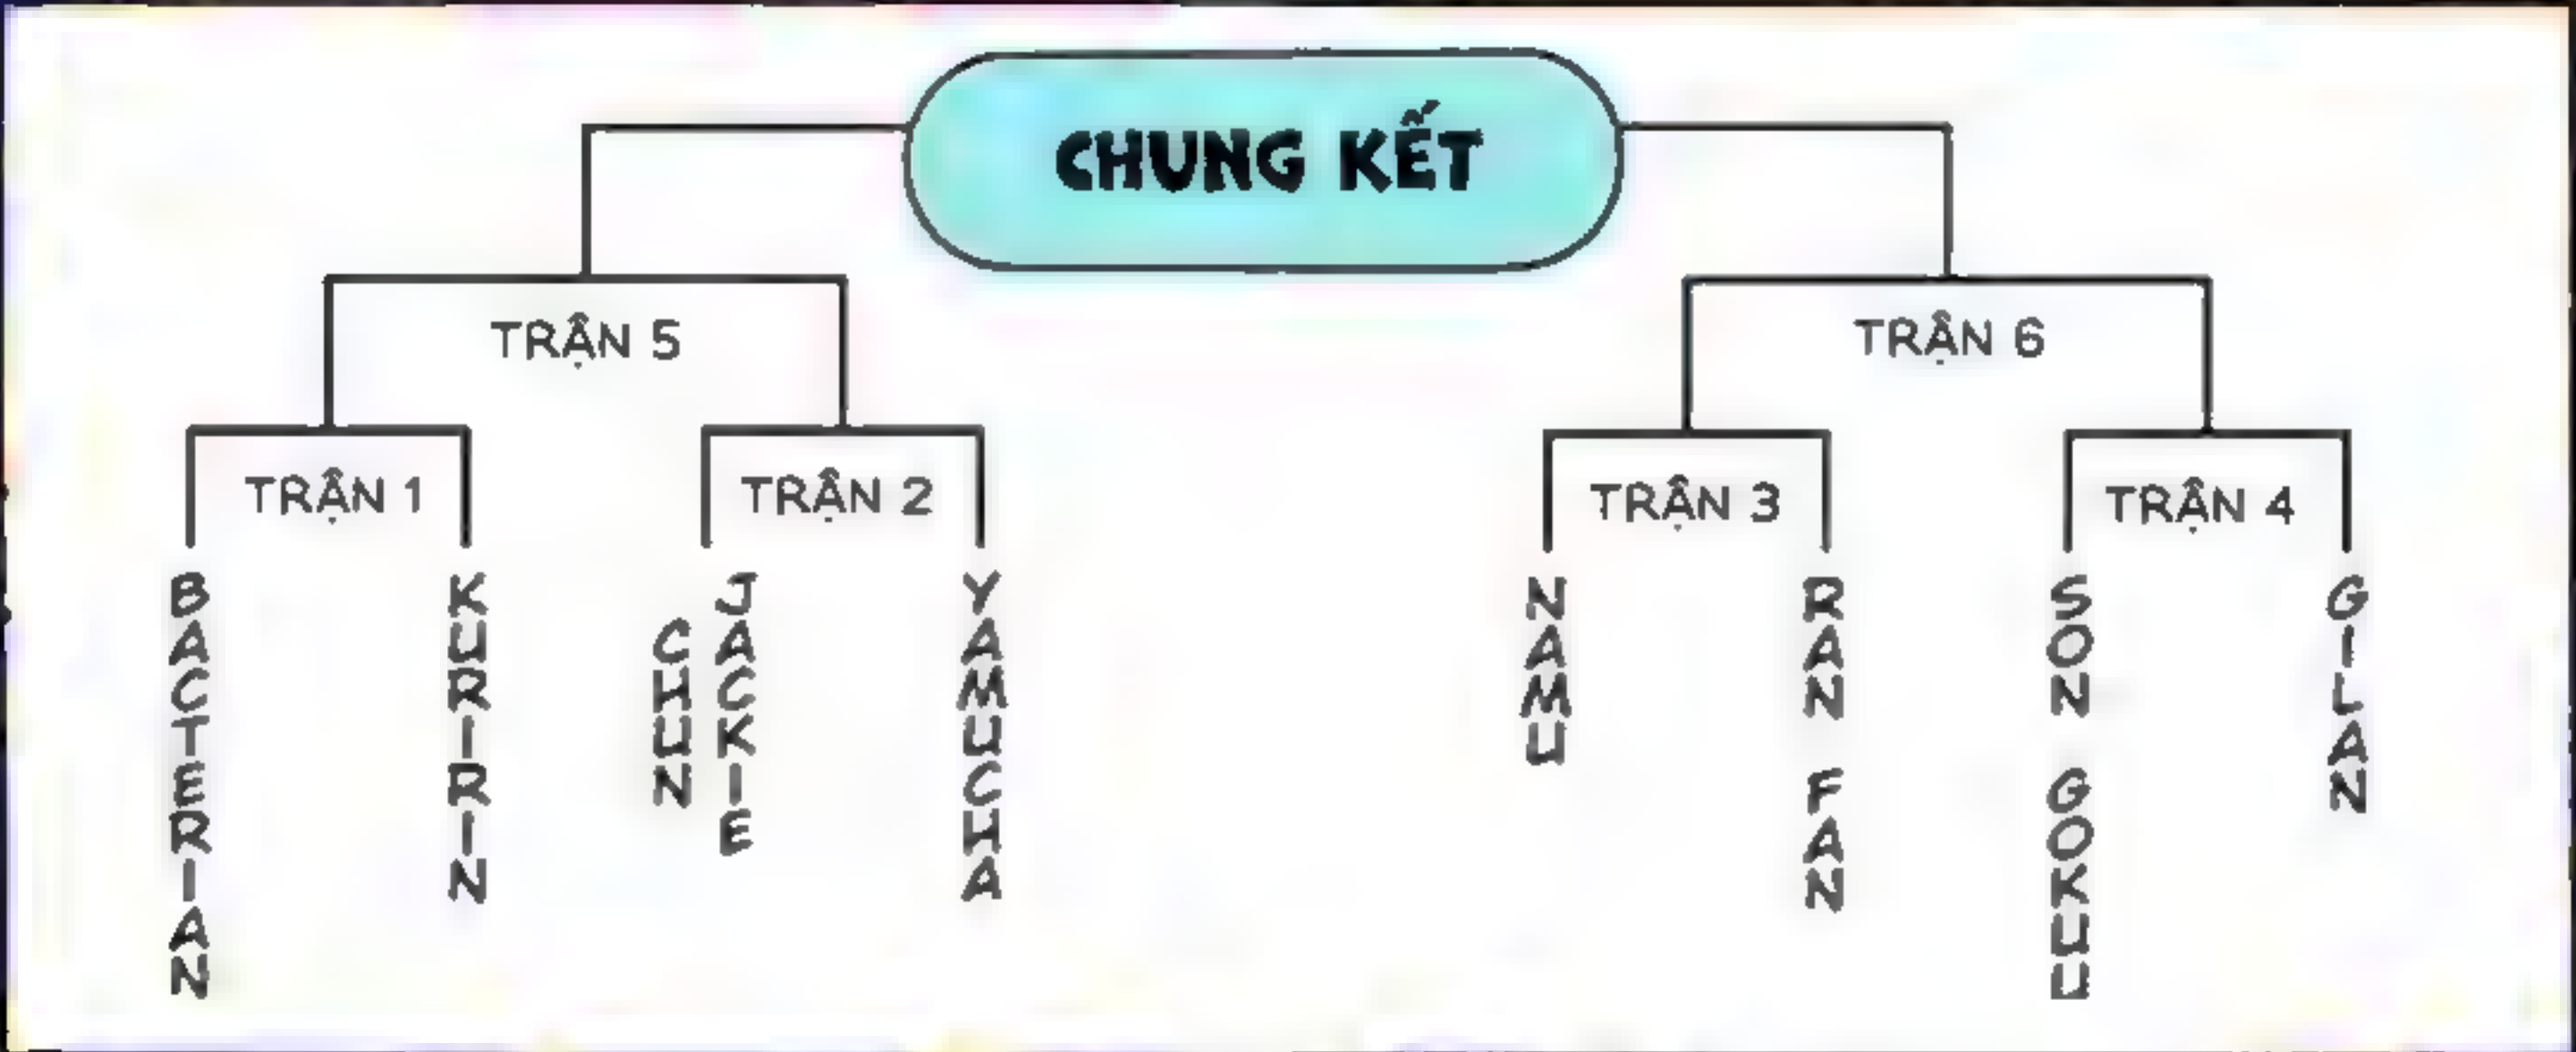 CHUNG KẾT
TRẬN 5
TRẬN 6
TRẬN 1
TRẬN 2
TRẬN 3
TRẬN 4
BACTERIAN
KURIRIN
JACKIE
CHUN
YAMUCHA
NAMU
RAN FAN
SON GOKUU
GILAN